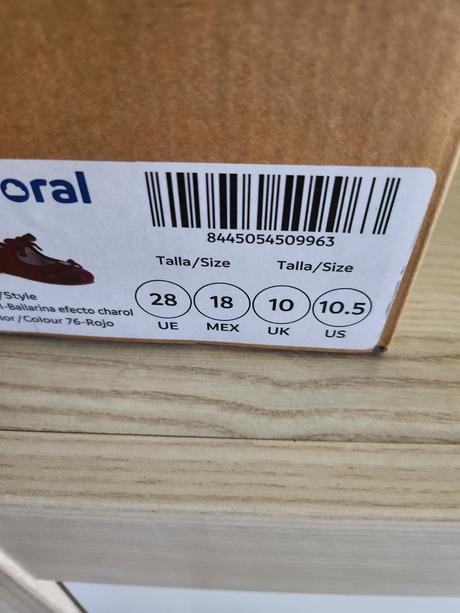 oral
8445054509963
Talla/Size Talla/Size
28 18 10 10.5
UE MEX UK US
/Style
-Bailarina efecto charol
/Colour 76-Rojo